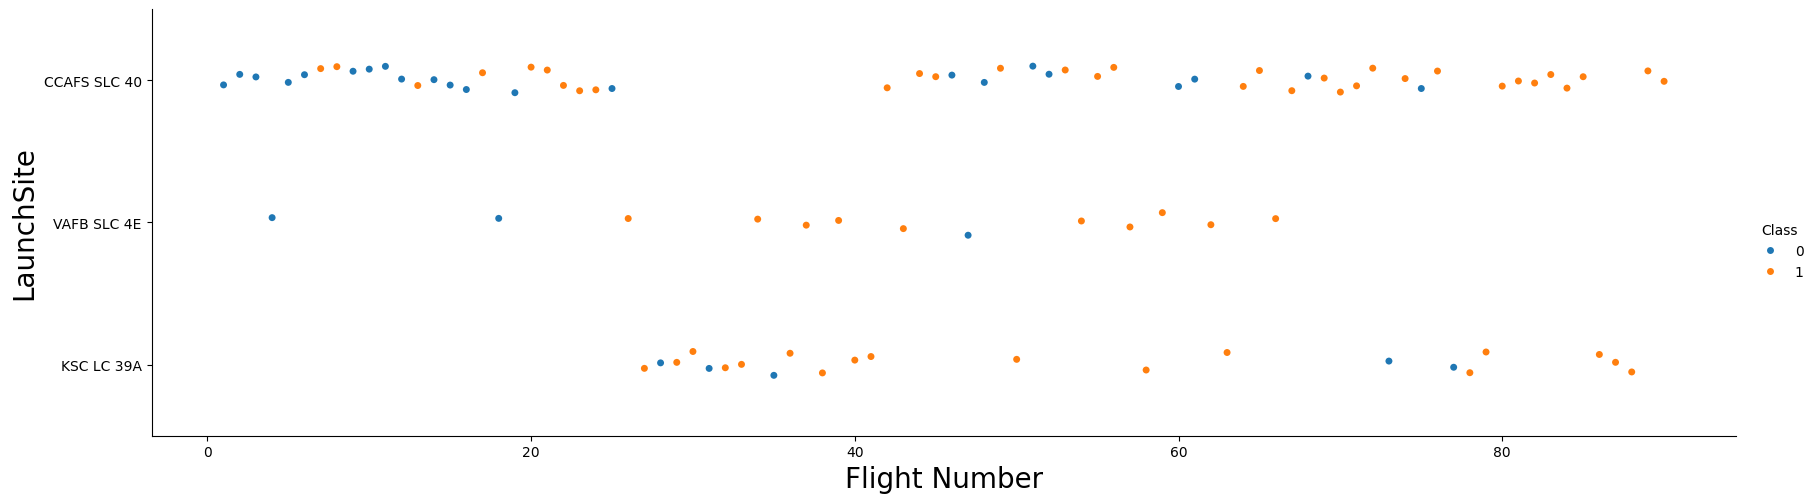 LaunchSite
CCAFS SLC 40
VAFB SLC 4E
KSC LC 39A
0
20
40
60
80
Flight Number
Class
0
1